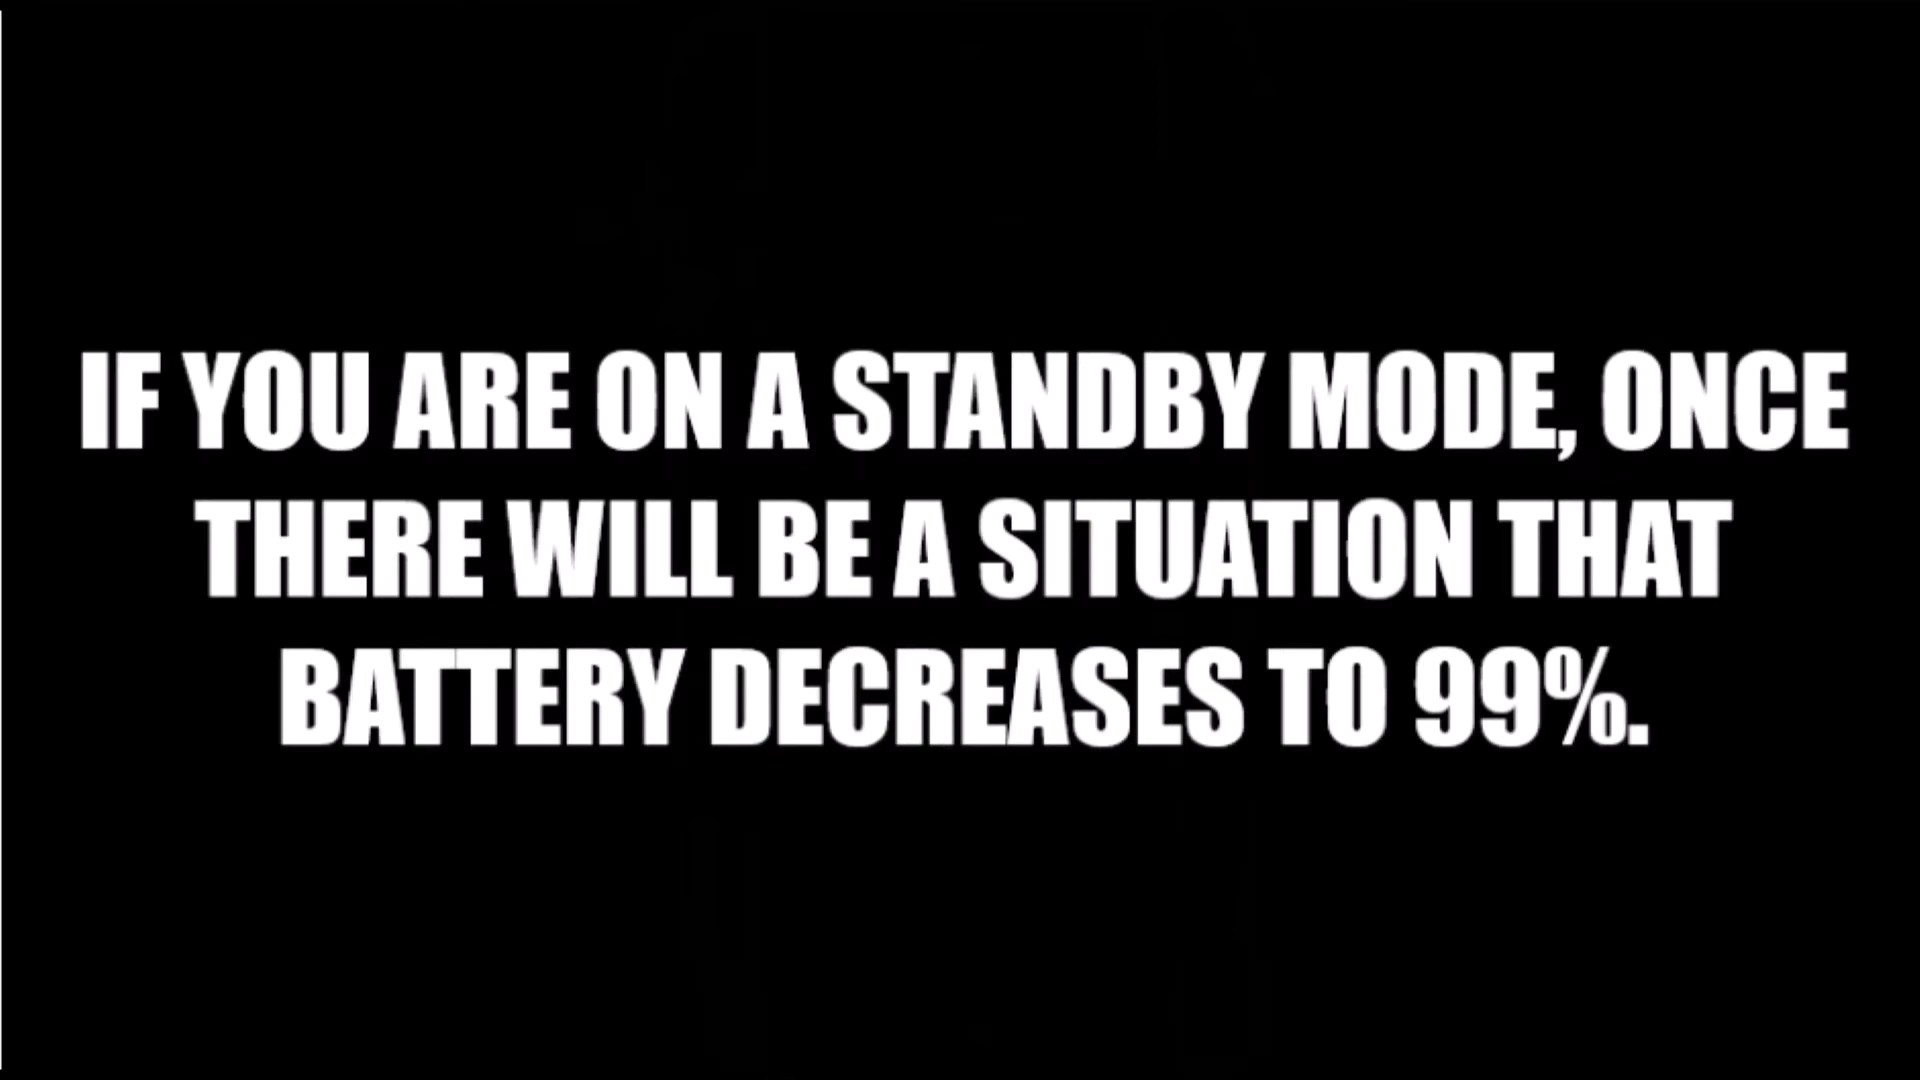 IF YOU ARE ON A STANDBY MODE, ONCE
THERE WILL BE A SITUATION THAT
BATTERY DECREASES TO 99%.